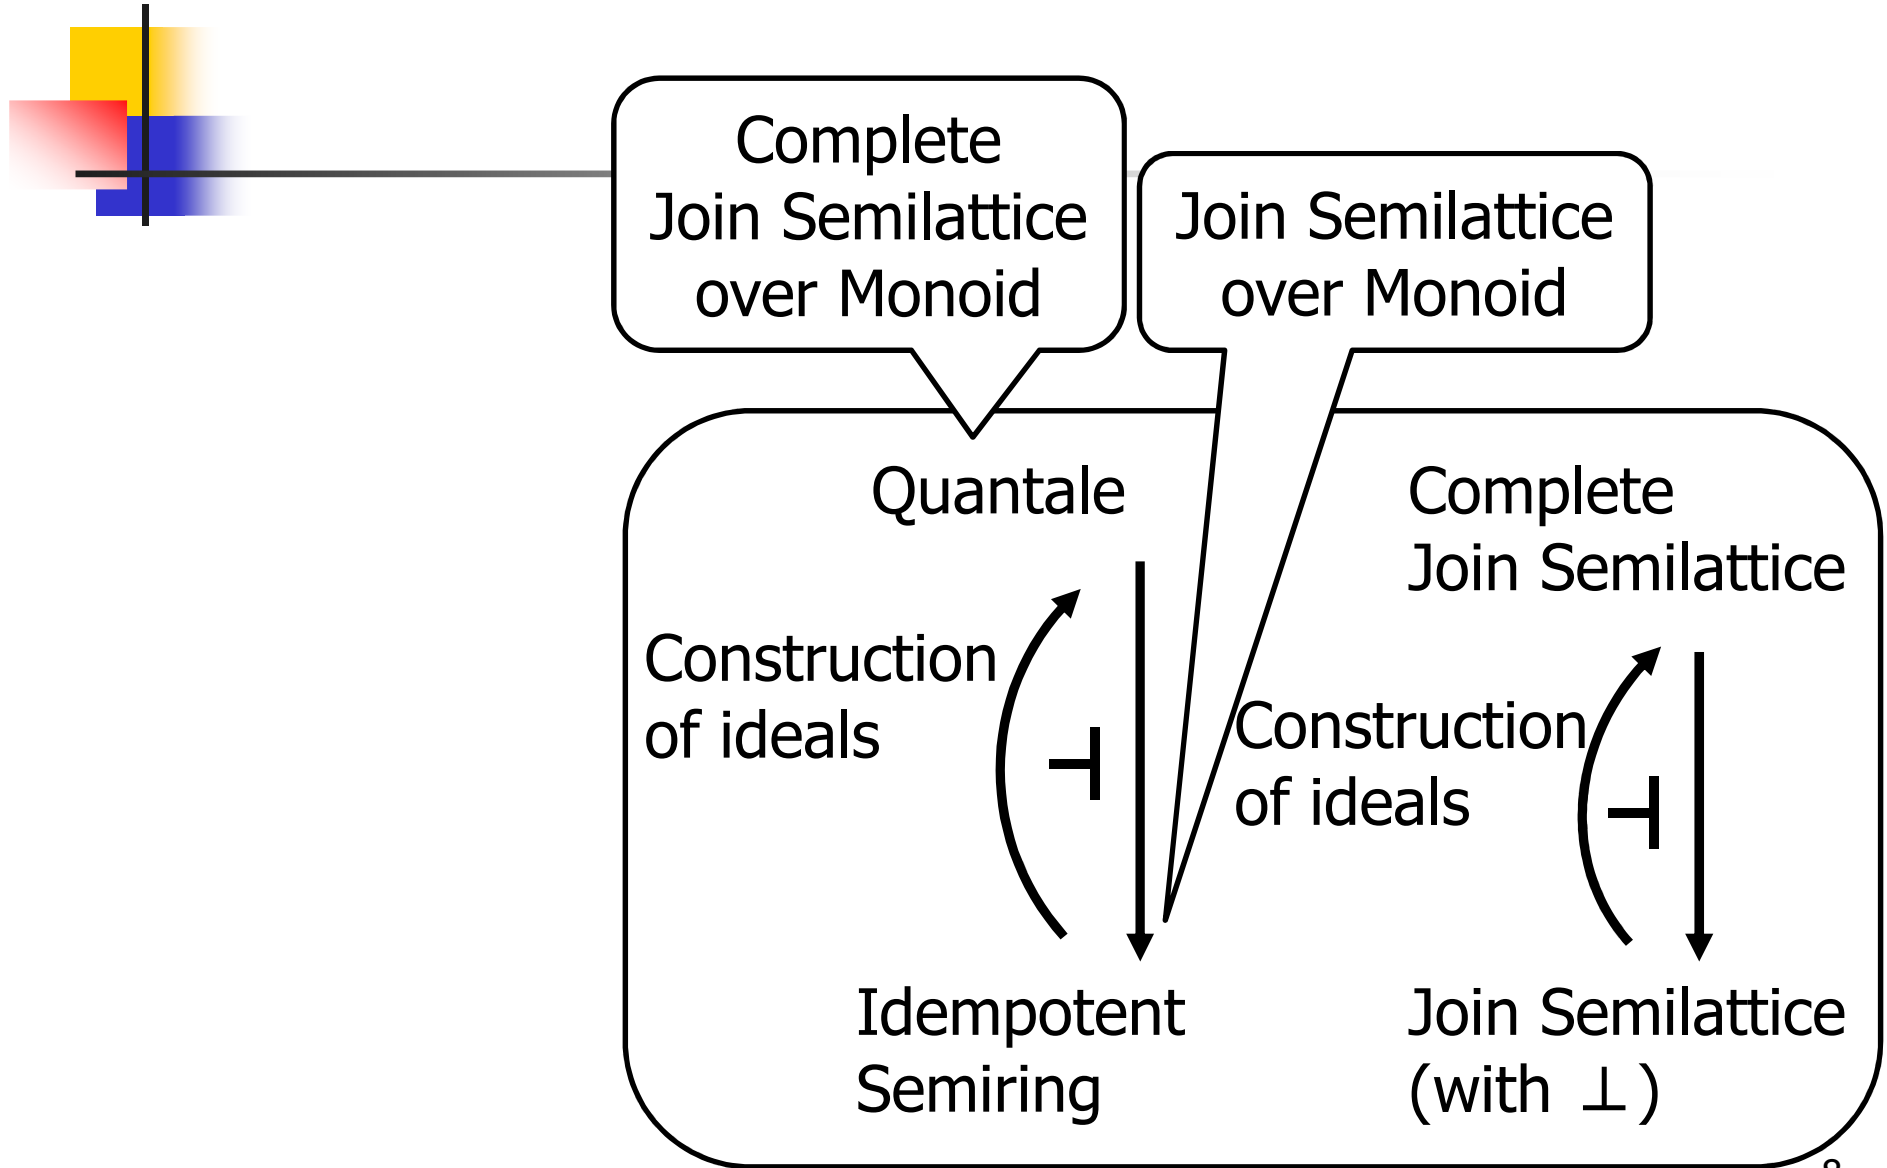 Complete
Join Semilattice
over Monoid
Join Semilattice
over Monoid
Quantale
Complete
Join Semilattice
Construction
of ideals
⊣
Construction
of ideals
⊣
Idempotent
Semiring
Join Semilattice
(with ⊥)